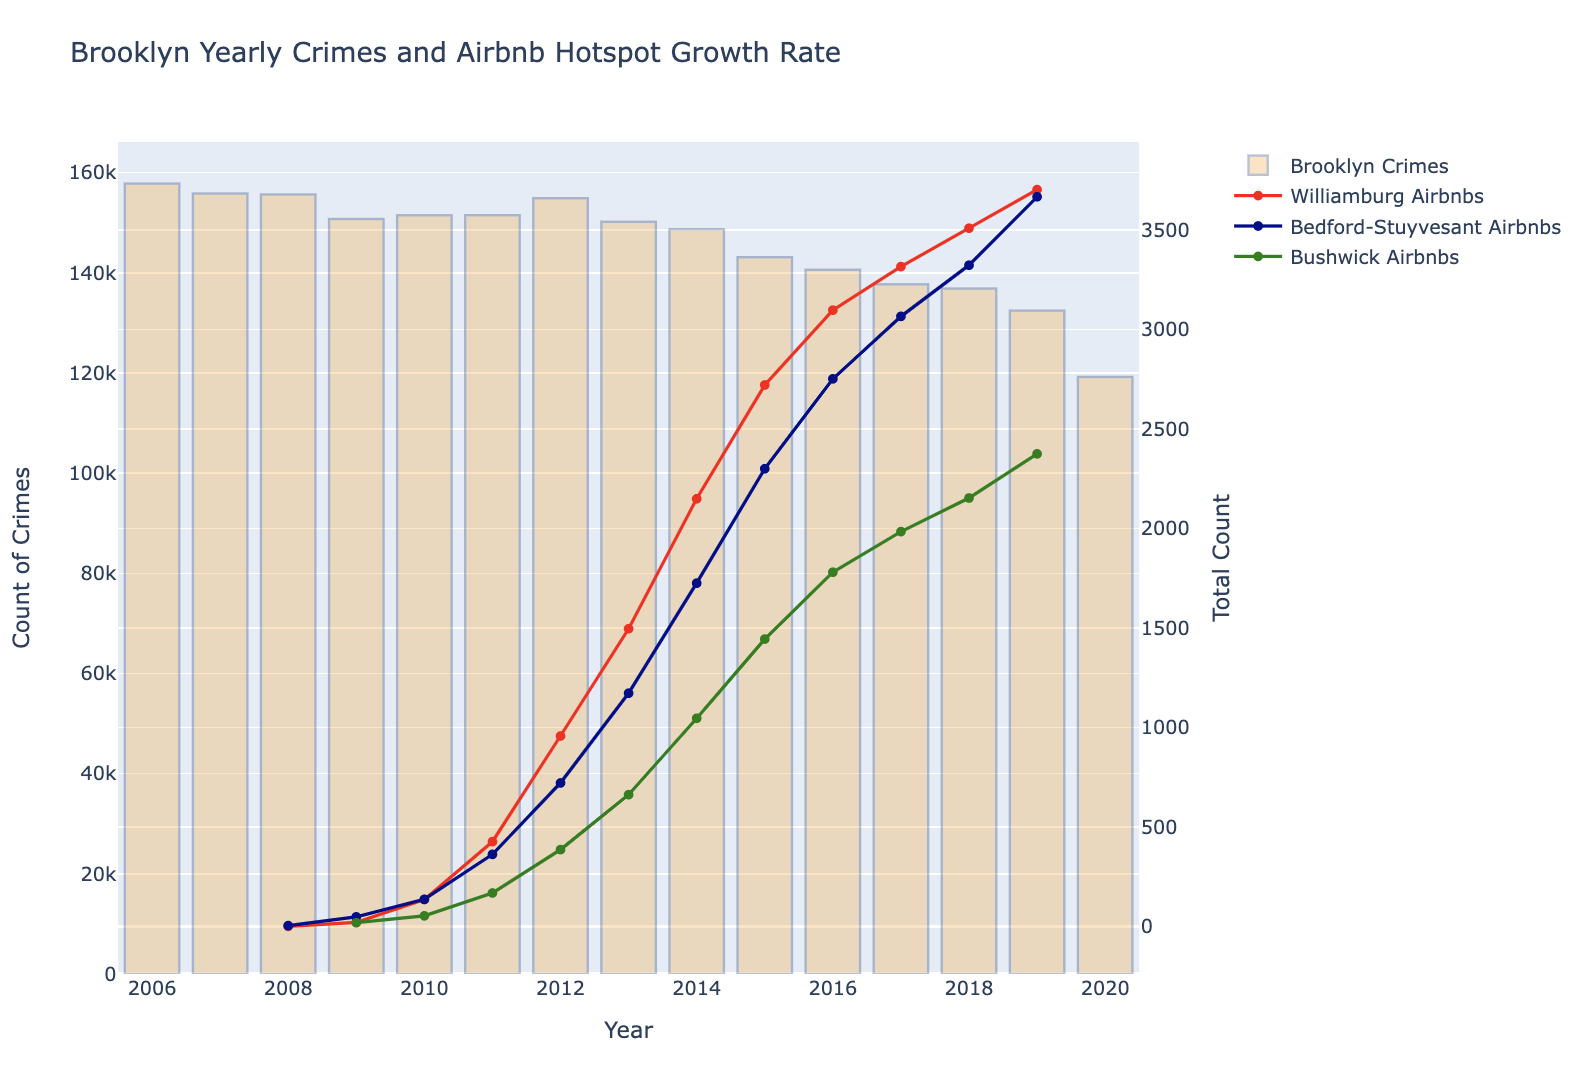 Brooklyn Yearly Crimes and Airbnb Hotspot Growth Rate
Brooklyn Crimes
Williamburg Airbnbs
Bedford-Stuyvesant Airbnbs
Bushwick Airbnbs
Count of Crimes
160k
140k
120k
100k
80k
60k
40k
20k
0
3500
3000
2500
2000
1500
1000
500
0
Total Count
2006 2008 2010 2012 2014 2016 2018 2020
Year